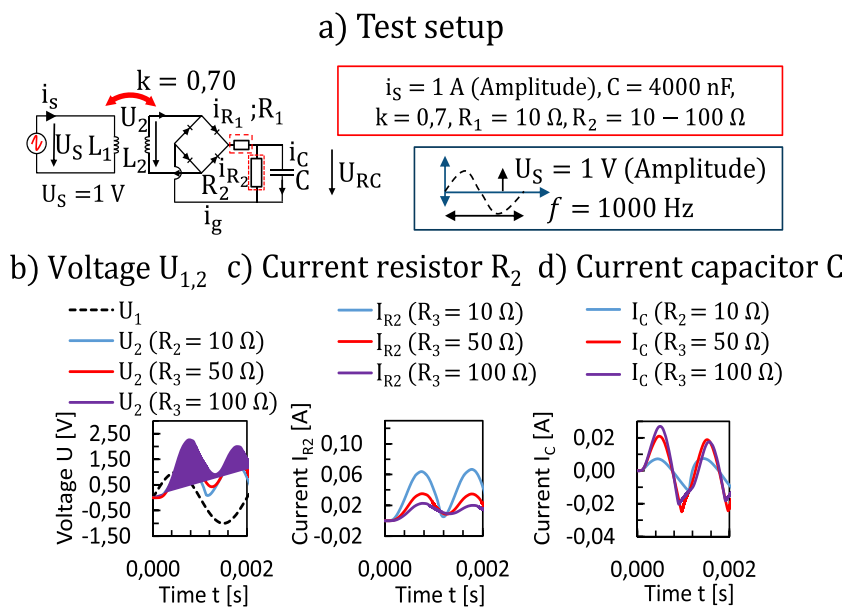 a) Test setup
k = 0,70
i_S
U_2
i_R1 ;R_1
U_S L_1
L_2
R_2
i_R2
i_C
C
U_RC
U_S =1 V
i_g
i_S = 1 A (Amplitude), C = 4000 nF,
k = 0,7, R_1 = 10 Ω, R_2 = 10 − 100 Ω
U_S = 1 V (Amplitude)
f = 1000 Hz
b) Voltage U_1,2
U_1
U_2 (R_2 = 10 Ω)
U_2 (R_3 = 50 Ω)
U_2 (R_3 = 100 Ω)
Voltage U [V]
2,50
1,50
0,50
-0,50
-1,50
0,000 0,002
Time t [s]
c) Current resistor R_2
I_R2 (R_3 = 10 Ω)
I_R2 (R_3 = 50 Ω)
I_R2 (R_3 = 100 Ω)
Current I_R2 [A]
0,10
0,06
0,02
-0,02
0,000 0,002
Time t [s]
d) Current capacitor C
I_C (R_2 = 10 Ω)
I_C (R_3 = 50 Ω)
I_C (R_3 = 100 Ω)
Current I_C [A]
0,02
0,00
-0,02
-0,04
0,000 0,002
Time t [s]